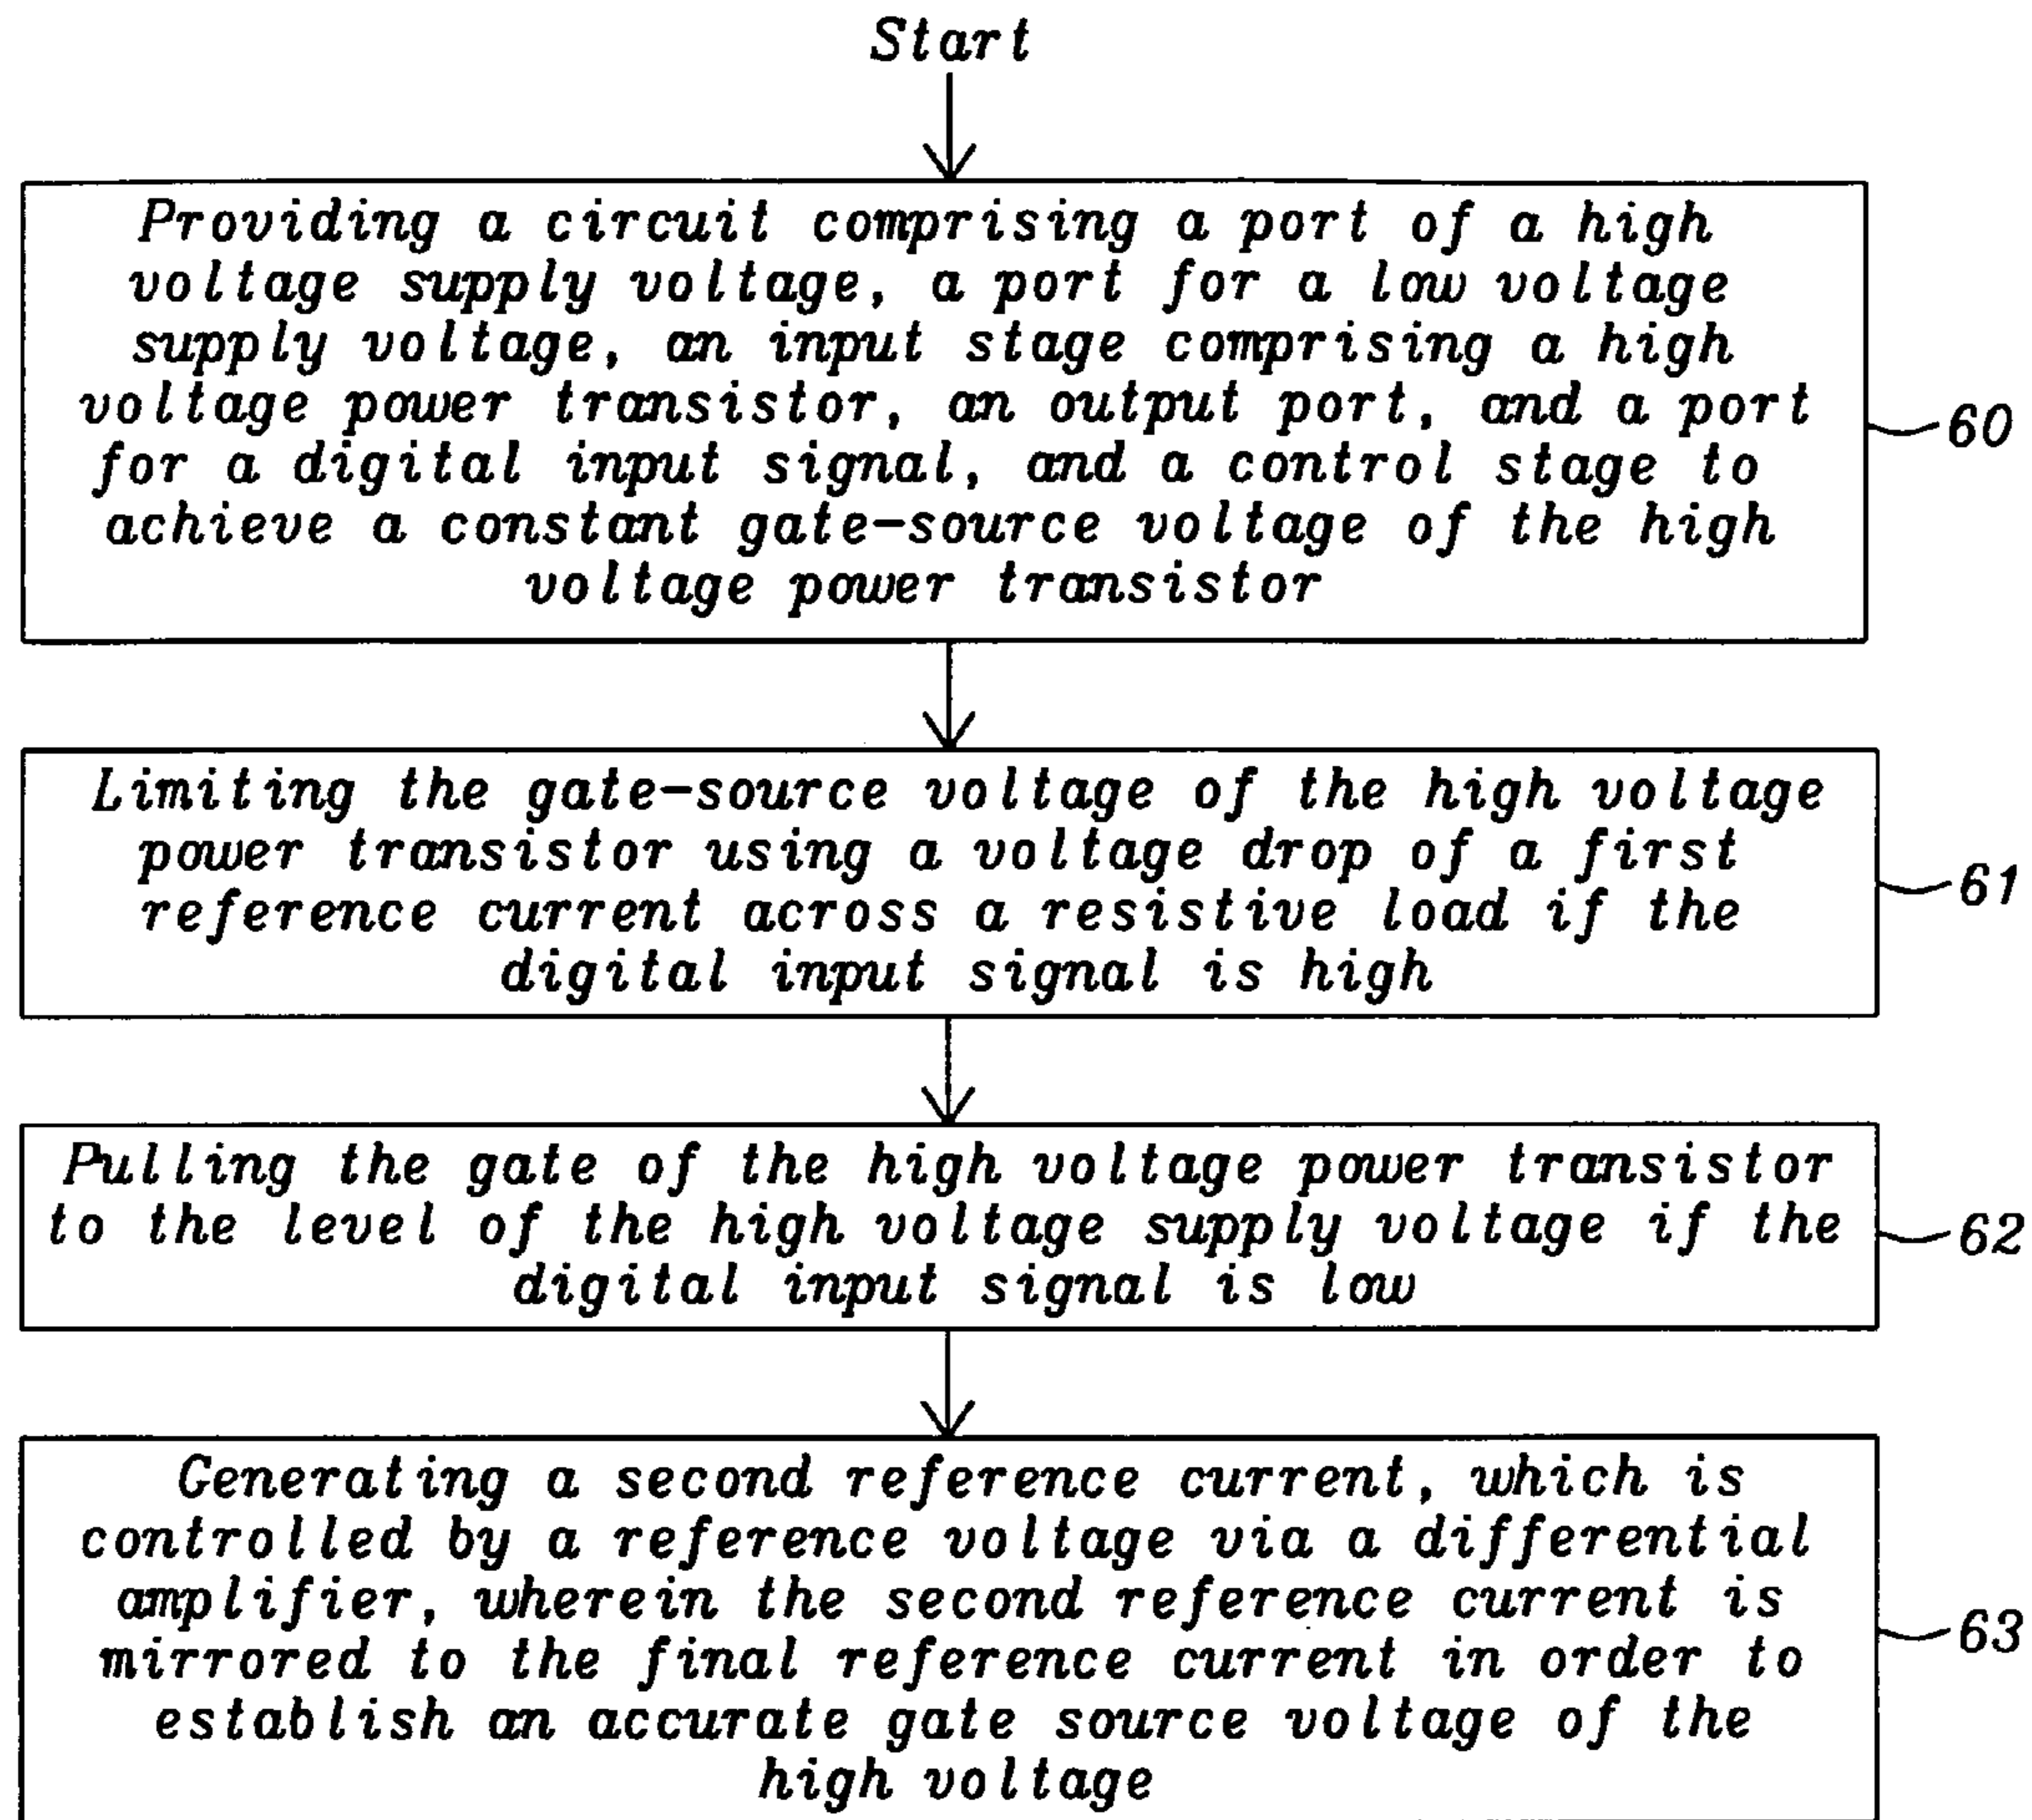 Start
Providing a circuit comprising a port of a high
voltage supply voltage, a port for a low voltage
supply voltage, an input stage comprising a high
voltage power transistor, an output port, and a port
for a digital input signal, and a control stage to
achieve a constant gate-source voltage of the high
voltage power transistor
60
Limiting the gate-source voltage of the high voltage
power transistor using a voltage drop of a first
reference current across a resistive load if the
digital input signal is high
61
Pulling the gate of the high voltage power transistor
to the level of the high voltage supply voltage if the
digital input signal is low
62
Generating a second reference current, which is
controlled by a reference voltage via a differential
amplifier, wherein the second reference current is
mirrored to the final reference current in order to
establish an accurate gate source voltage of the
high voltage
63